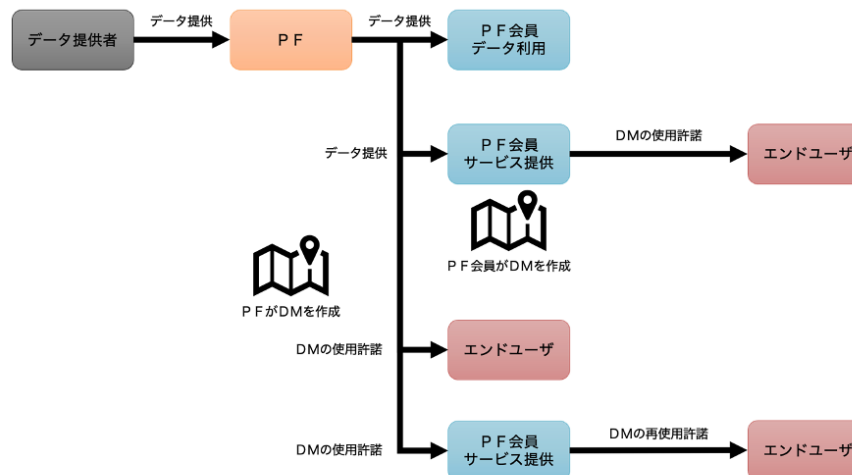 データ提供
データ提供
データ提供者
ＰＦ
ＰＦ会員
データ利用
データ提供
ＰＦ会員
サービス提供
DMの使用許諾
エンドユーザ
ＰＦ会員がDMを作成
ＰＦがDMを作成
DMの使用許諾
エンドユーザ
DMの使用許諾
ＰＦ会員
サービス提供
DMの再使用許諾
エンドユーザ